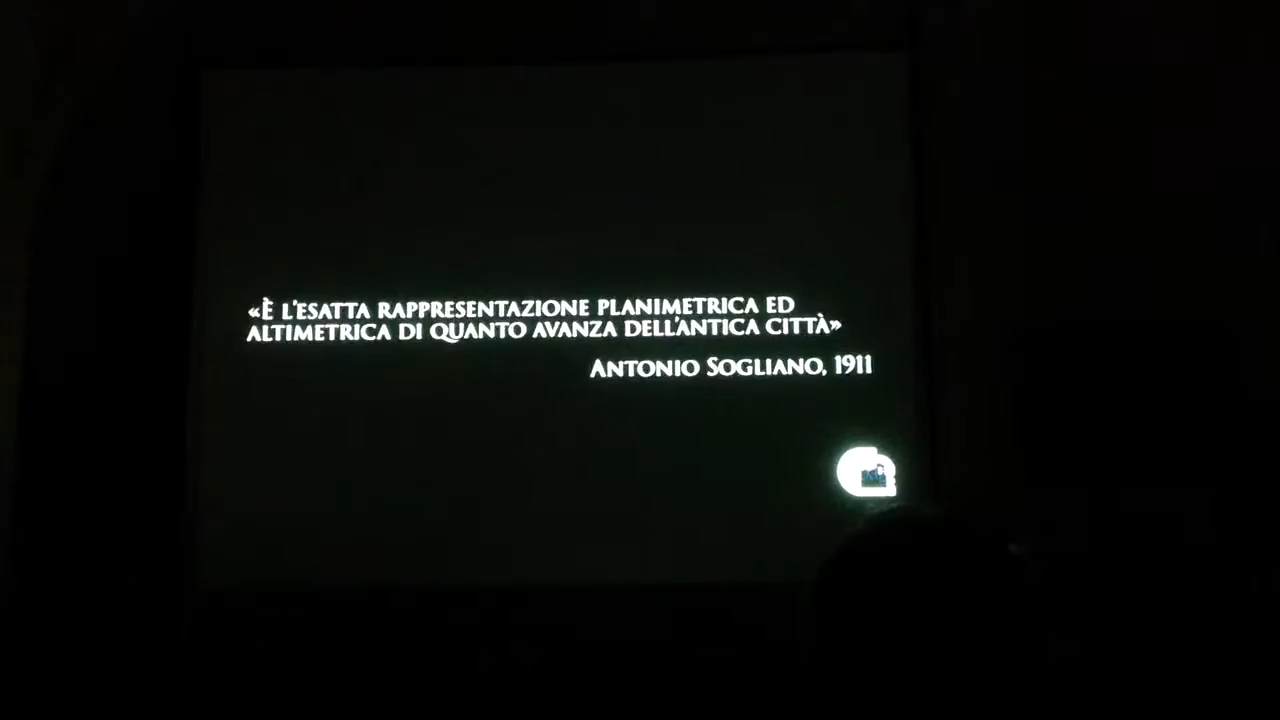 «È L'ESATTA RAPPRESENTAZIONE PLANIMETRICA ED
ALTIMETRICA DI QUANTO AVANZA DELL'ANTICA CITTÀ»
ANTONIO SOGLIANO, 1911